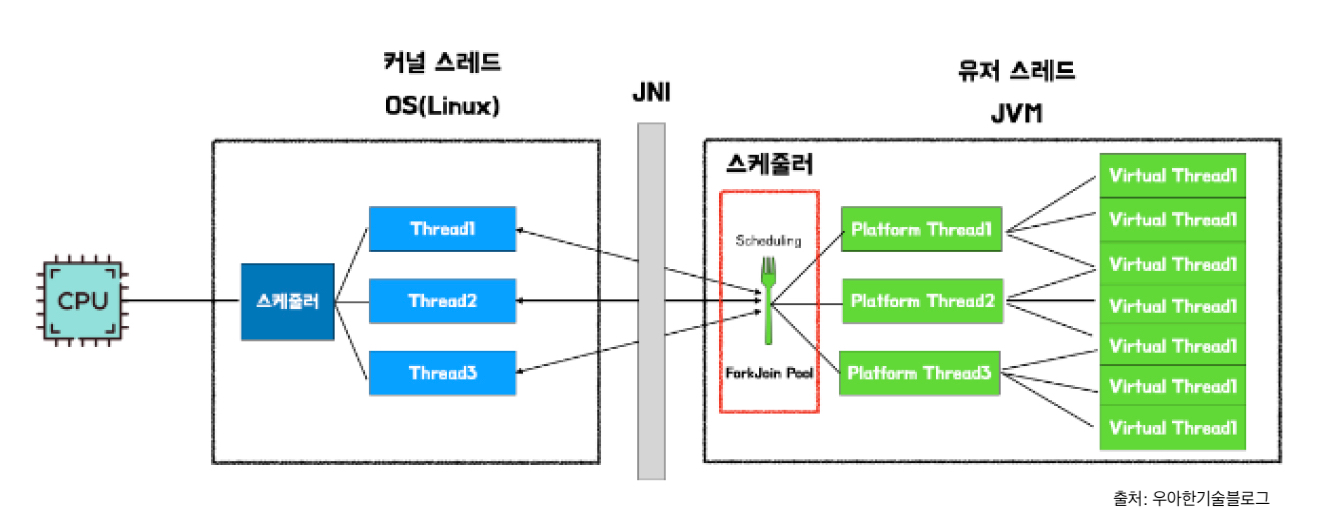 커널 스레드
OS(Linux)
JNI
유저 스레드
JVM
CPU
스케줄러
Thread1
Thread2
Thread3
스케줄러
Scheduling
ForkJoin Pool
Platform Thread1
Platform Thread2
Platform Thread3
Virtual Thread1
Virtual Thread1
Virtual Thread1
Virtual Thread1
Virtual Thread1
Virtual Thread1
Virtual Thread1
출처: 우아한기술블로그